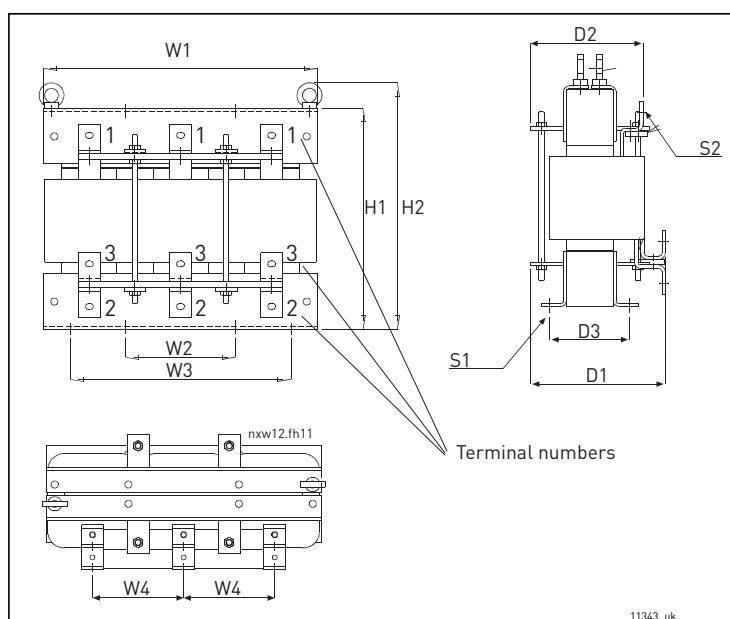 W1
D2
1 1 1
S2
H1
H2
3 3 3
2 2 2
W2
D3
W3
S1
D1
nxw12.fh11
Terminal numbers
W4 W4
11343_uk